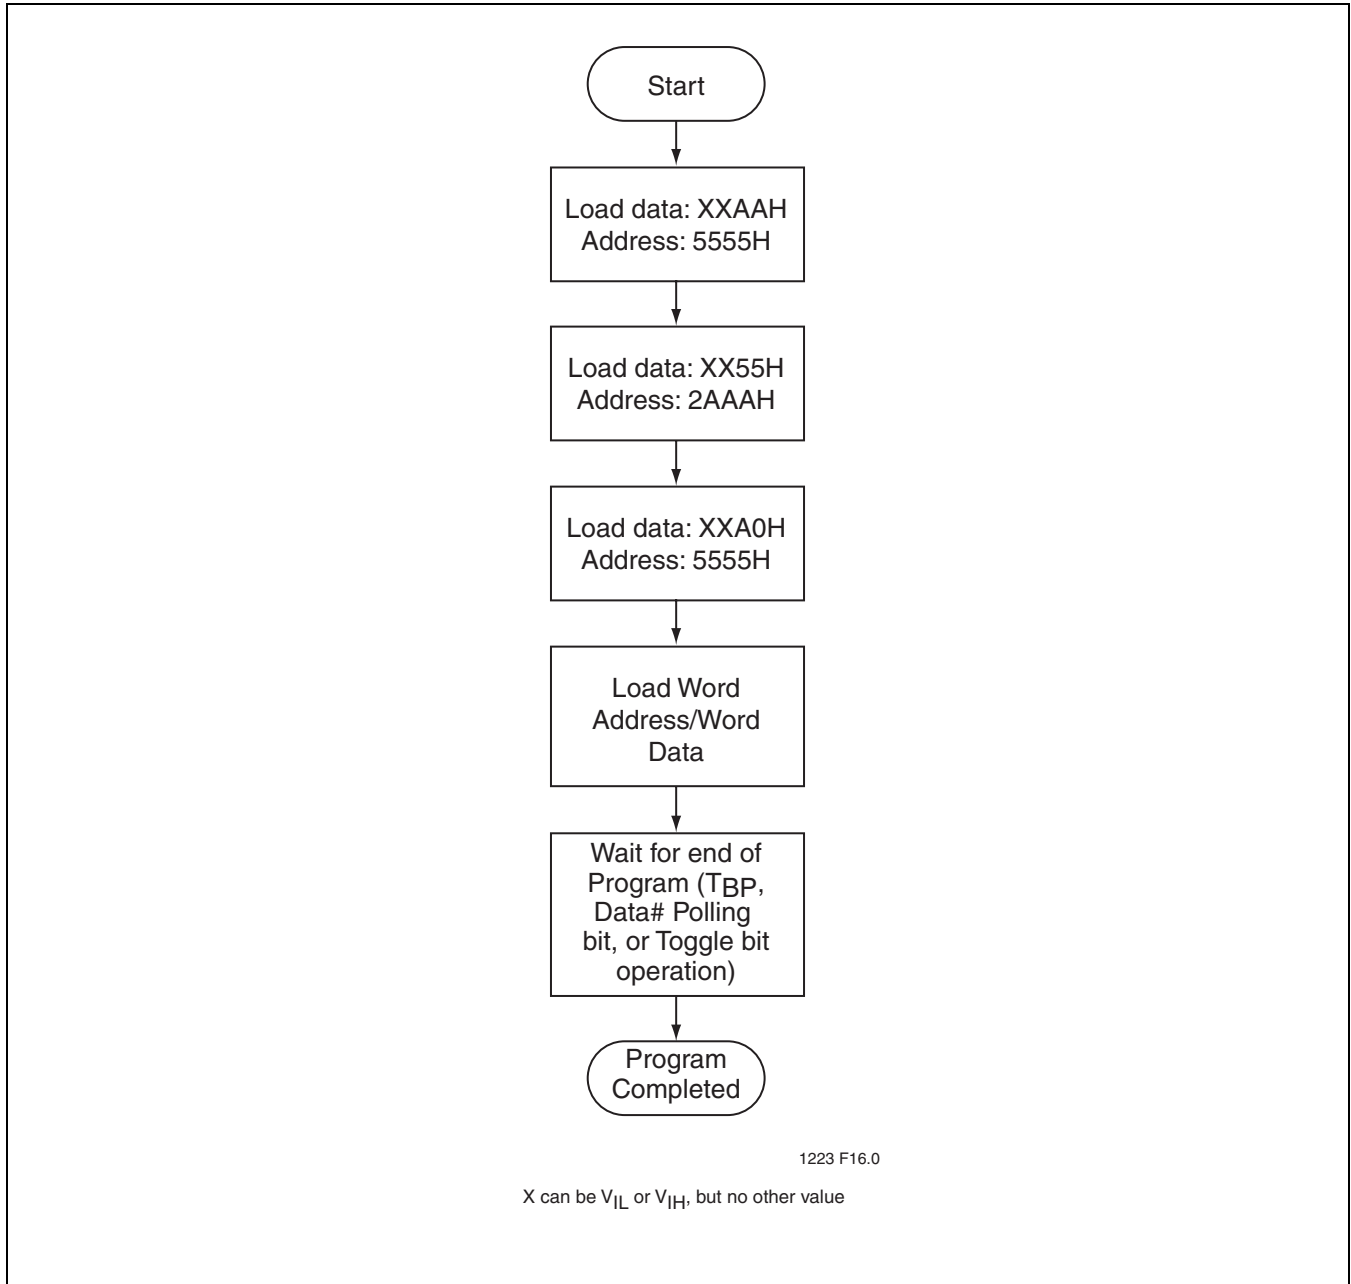 Start
Load data: XXAAH
Address: 5555H
Load data: XX55H
Address: 2AAAH
Load data: XXA0H
Address: 5555H
Load Word
Address/Word
Data
Wait for end of
Program (TBP,
Data# Polling
bit, or Toggle bit
operation)
Program
Completed
1223 F16.0
X can be VIL or VIH, but no other value